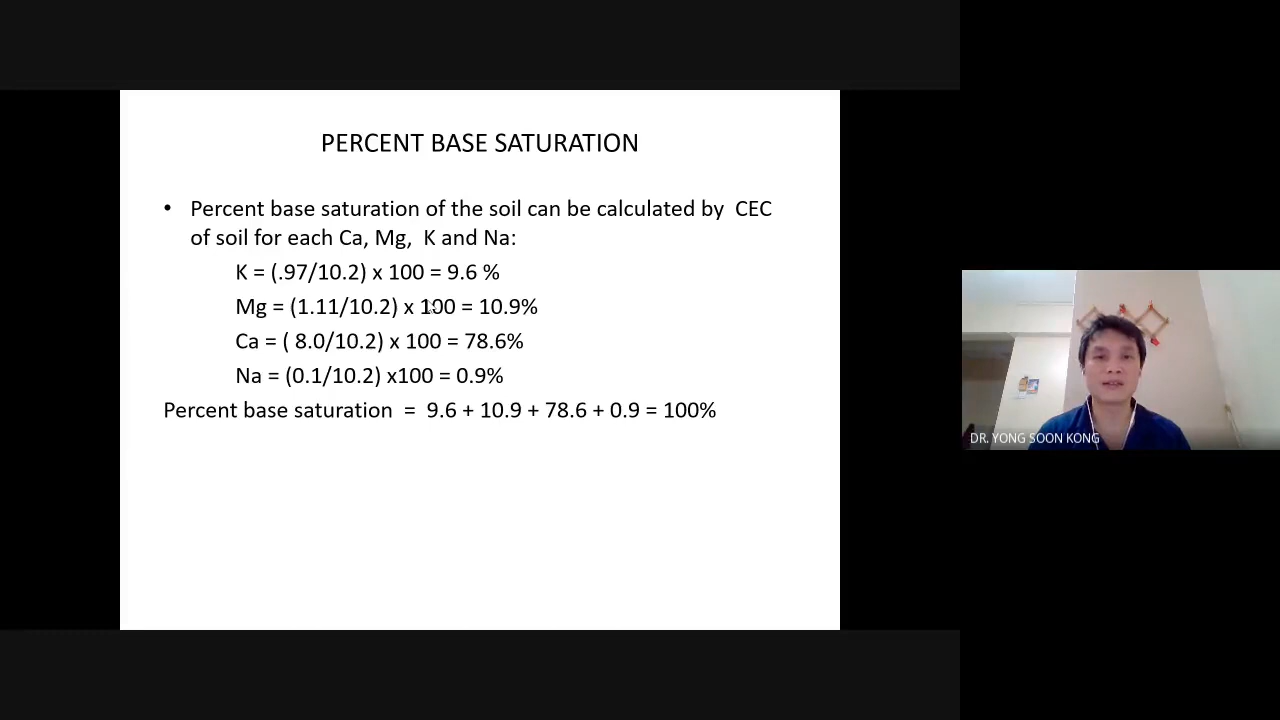 PERCENT BASE SATURATION
• Percent base saturation of the soil can be calculated by CEC
of soil for each Ca, Mg, K and Na:
K = (.97/10.2) x 100 = 9.6 %
Mg = (1.11/10.2) x 100 = 10.9%
Ca = ( 8.0/10.2) x 100 = 78.6%
Na = (0.1/10.2) x100 = 0.9%
Percent base saturation = 9.6 + 10.9 + 78.6 + 0.9 = 100%
DR. YONG SOON KONG